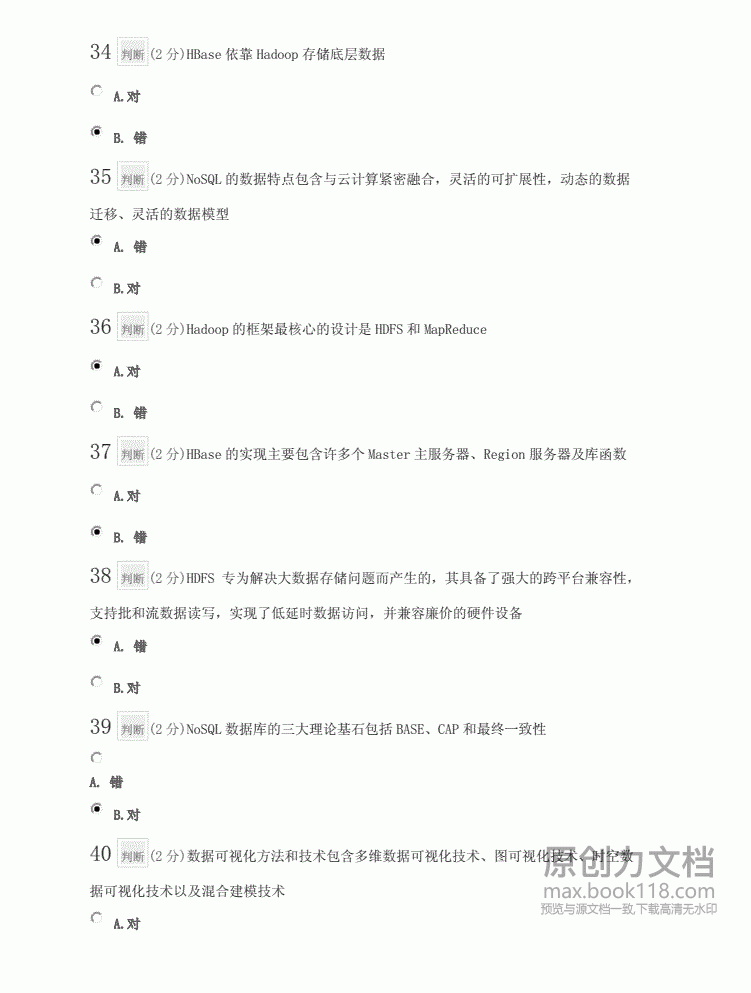 34 判断 (2 分)HBase 依靠 Hadoop 存储底层数据
A.对
B. 错
35 判断 (2 分)NoSQL 的数据特点包含与云计算紧密融合，灵活的可扩展性，动态的数据
迁移、灵活的数据模型
A. 错
B.对
36 判断 (2 分)Hadoop 的框架最核心的设计是 HDFS 和 MapReduce
A.对
B. 错
37 判断 (2 分)HBase 的实现主要包含许多个 Master 主服务器、Region 服务器及库函数
A.对
B. 错
38 判断 (2 分)HDFS 专为解决大数据存储问题而产生的，其具备了强大的跨平台兼容性，
支持批和流数据读写，实现了低延时数据访问，并兼容廉价的硬件设备
A. 错
B.对
39 判断 (2 分)NoSQL 数据库的三大理论基石包括 BASE、CAP 和最终一致性
A. 错
B.对
40 判断 (2 分)数据可视化方法和技术包含多维数据可视化技术、图可视化技术、时空数
据可视化技术以及混合建模技术
A.对
原创力文档
max.book118.com
预览与源文档一致,下载高清无水印